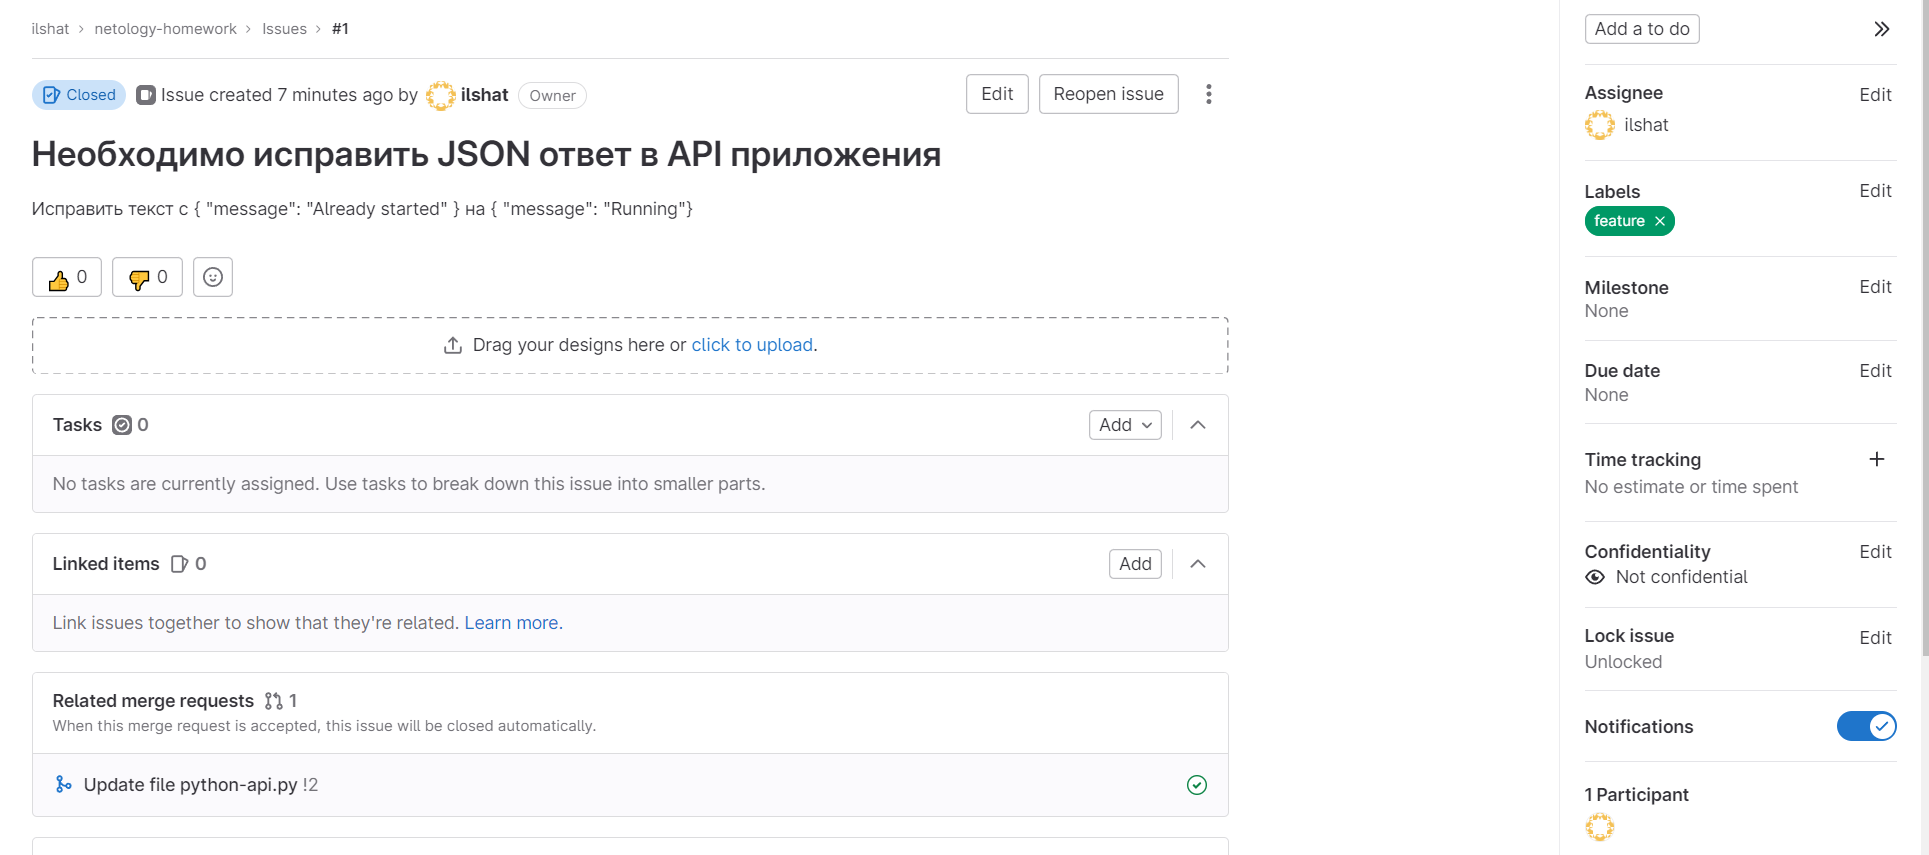 ilshat › netology-homework › Issues › #1
Closed Issue created 7 minutes ago by ilshat Owner
Edit Reopen issue
Необходимо исправить JSON ответ в API приложения
Исправить текст с { "message": "Already started" } на { "message": "Running"}
0 0
Drag your designs here or click to upload.
Tasks 0 Add
No tasks are currently assigned. Use tasks to break down this issue into smaller parts.
Linked items 0 Add
Link issues together to show that they're related. Learn more.
Related merge requests 1
When this merge request is accepted, this issue will be closed automatically.
Update file python-api.py !2
Add a to do
Assignee Edit
ilshat
Labels Edit
feature ×
Milestone Edit
None
Due date Edit
None
Time tracking +
No estimate or time spent
Confidentiality Edit
Not confidential
Lock issue Edit
Unlocked
Notifications
1 Participant